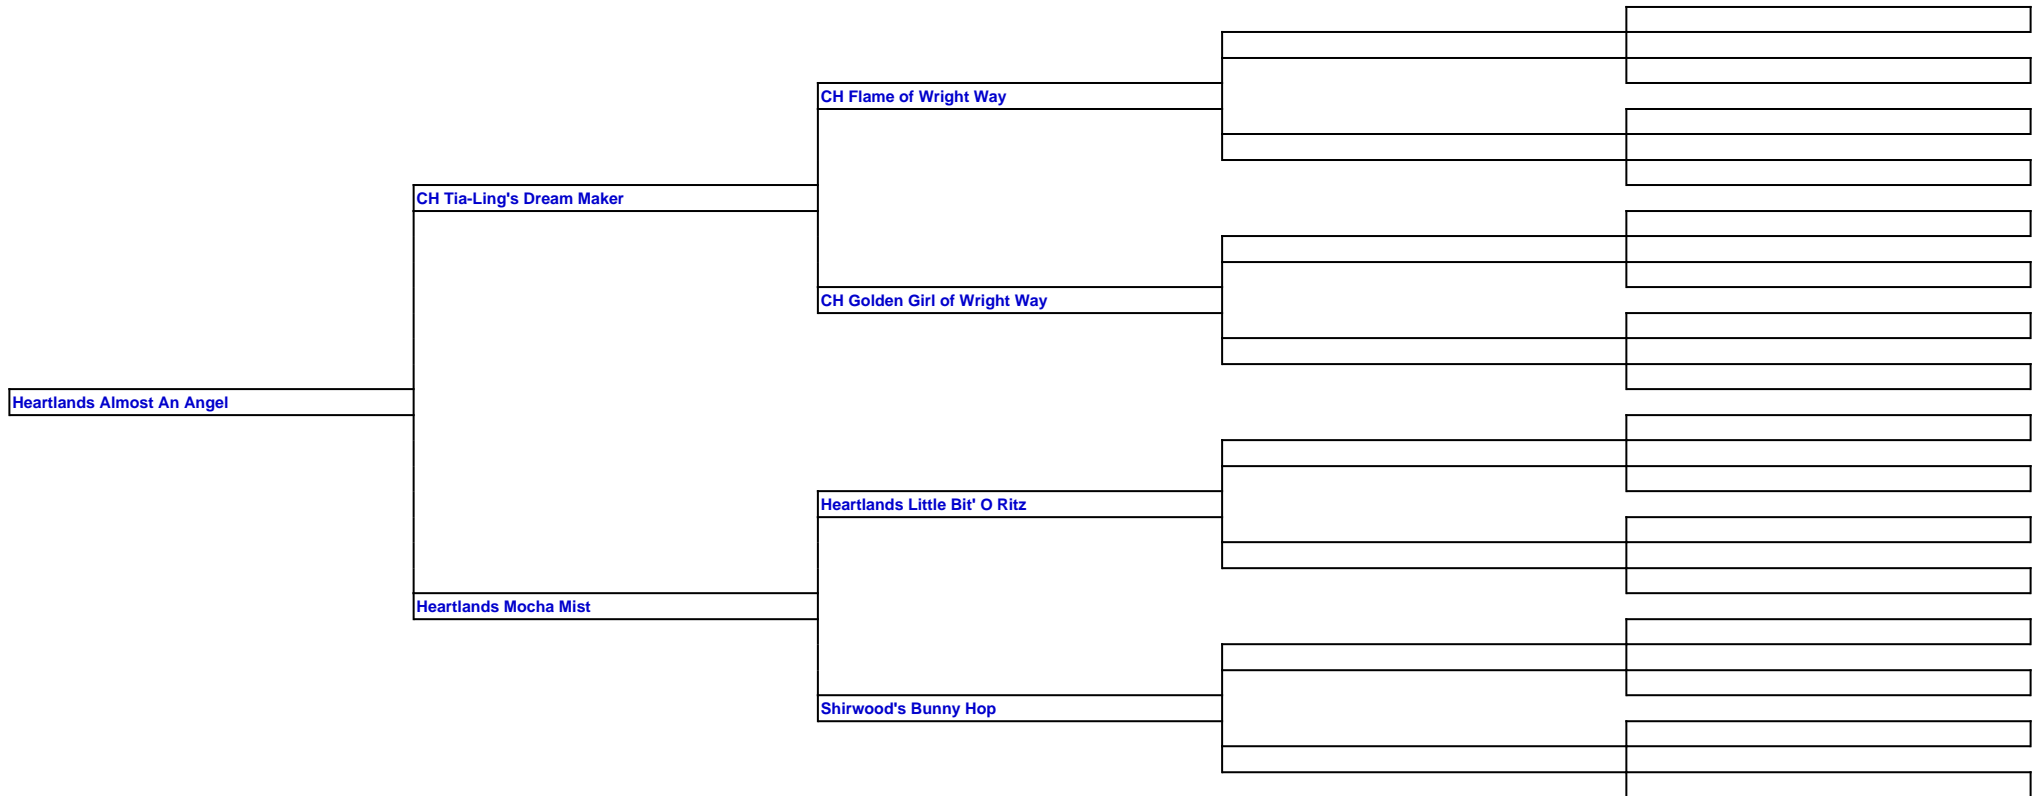 CH Flame of Wright Way
CH Tia-Ling's Dream Maker
CH Golden Girl of Wright Way
Heartlands Almost An Angel
Heartlands Little Bit' O Ritz
Heartlands Mocha Mist
Shirwood's Bunny Hop